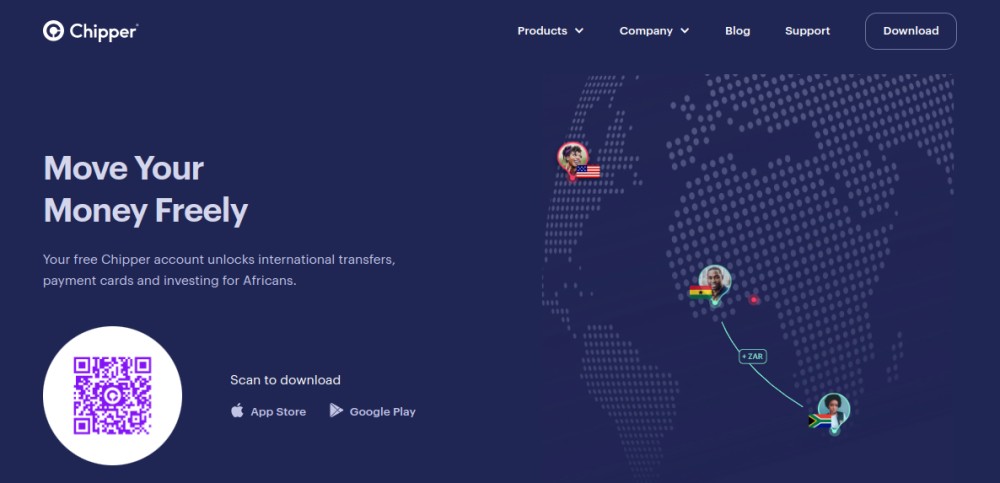 Chipper
Products
Company
Blog
Support
Download
Move Your
Money Freely
Your free Chipper account unlocks international transfers,
payment cards and investing for Africans.
Scan to download
App Store
Google Play
+ ZAR